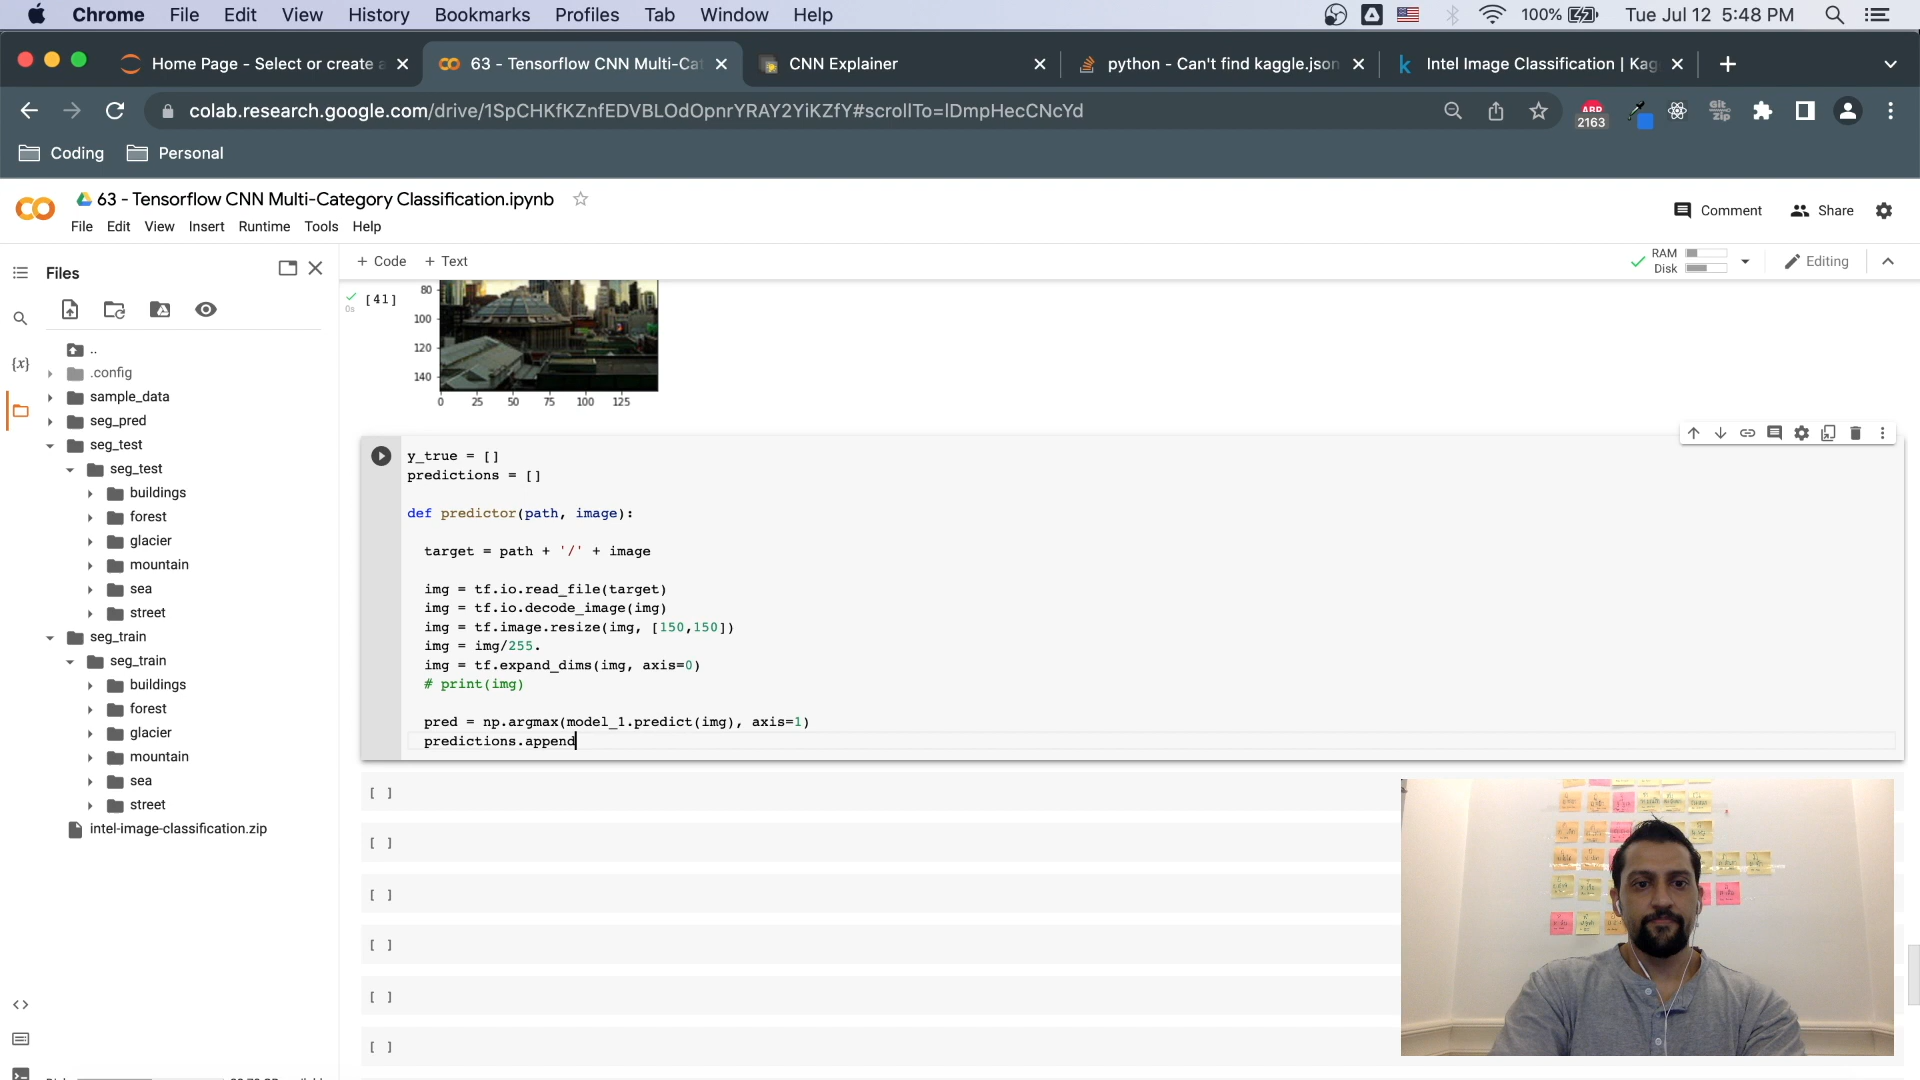 Chrome File Edit View History Bookmarks Profiles Tab Window Help 100% Tue Jul 12 5:48 PM
Home Page - Select or create a 63 - Tensorflow CNN Multi-Cat CNN Explainer python - Can't find kaggle.json Intel Image Classification | Kag
colab.research.google.com/drive/1SpCHKfKZnfEDVBLOdOpnrYRAY2YiKZfY#scrollTo=lDmpHecCNcYd ABP 2163 Git zip
Coding Personal
63 - Tensorflow CNN Multi-Category Classification.ipynb
Comment Share
File Edit View Insert Runtime Tools Help
Files
+ Code + Text
RAM
Disk
Editing
{x}
..
.config
sample_data
seg_pred
seg_test
seg_test
buildings
forest
glacier
mountain
sea
street
seg_train
seg_train
buildings
forest
glacier
mountain
sea
street
intel-image-classification.zip
[41]
0s
80
100
120
140
0 25 50 75 100 125
y_true = []
predictions = []
def predictor(path, image):
target = path + '/' + image
img = tf.io.read_file(target)
img = tf.io.decode_image(img)
img = tf.image.resize(img, [150,150])
img = img/255.
img = tf.expand_dims(img, axis=0)
# print(img)
pred = np.argmax(model_1.predict(img), axis=1)
predictions.append
[ ]
[ ]
[ ]
[ ]
[ ]
[ ]